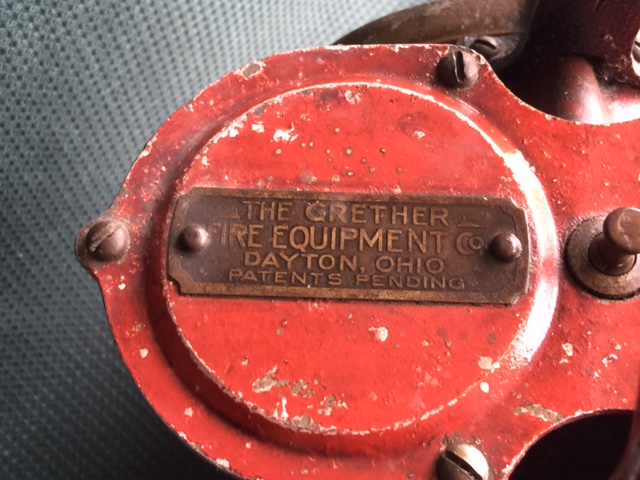 THE GRETHER
FIRE EQUIPMENT CO
DAYTON, OHIO
PATENTS PENDING